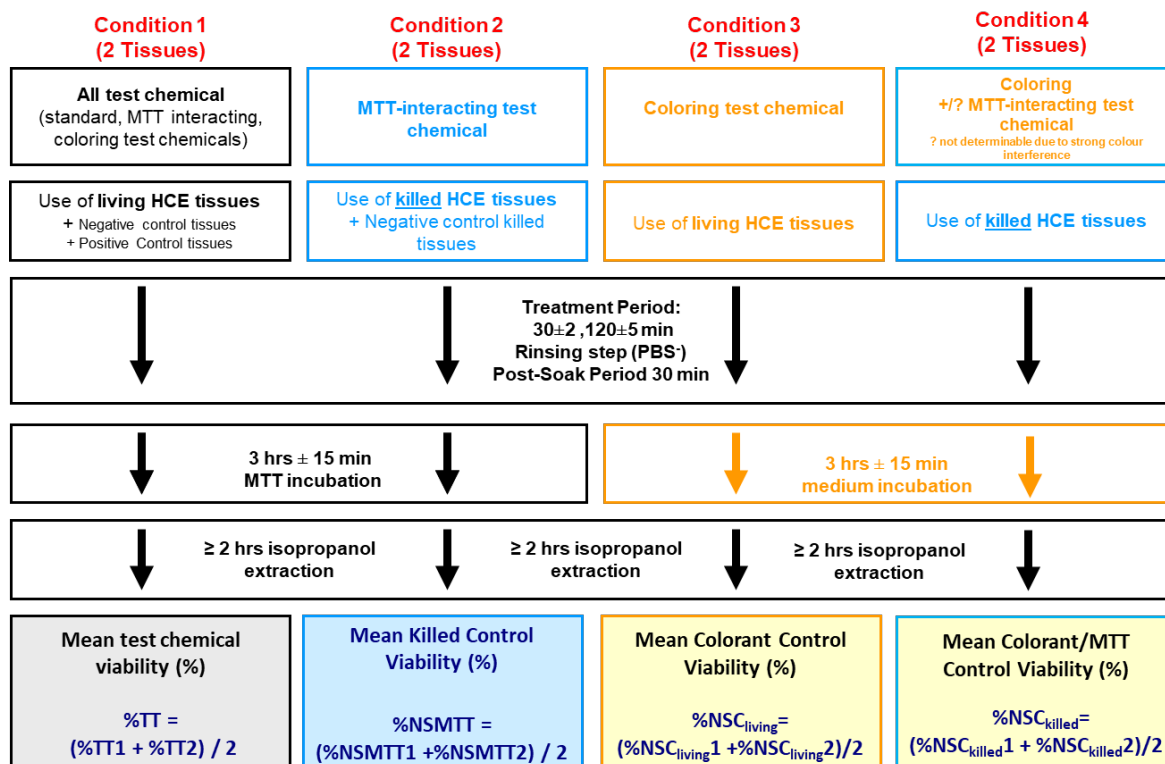 Condition 1
(2 Tissues)
Condition 2
(2 Tissues)
Condition 3
(2 Tissues)
Condition 4
(2 Tissues)
All test chemical
(standard, MTT interacting,
coloring test chemicals)
MTT-interacting test
chemical
Coloring test chemical
Coloring
+/? MTT-interacting test
chemical
? not determinable due to strong colour
interference
Use of living HCE tissues
+ Negative control tissues
+ Positive Control tissues
Use of killed HCE tissues
+ Negative control killed
tissues
Use of living HCE tissues
Use of killed HCE tissues
Treatment Period:
30±2 ,120±5 min
Rinsing step (PBS-)
Post-Soak Period 30 min
3 hrs ± 15 min
MTT incubation
3 hrs ± 15 min
medium incubation
≥ 2 hrs isopropanol
extraction
≥ 2 hrs isopropanol
extraction
≥ 2 hrs isopropanol
extraction
Mean test chemical
viability (%)
%TT =
(%TT1 + %TT2) / 2
Mean Killed Control
Viability (%)
%NSMTT =
(%NSMTT1 +%NSMTT2) / 2
Mean Colorant Control
Viability (%)
%NSCliving=
(%NSCliving1 +%NSCliving2)/2
Mean Colorant/MTT
Control Viability (%)
%NSCkilled=
(%NSCkilled1 + %NSCkilled2)/2